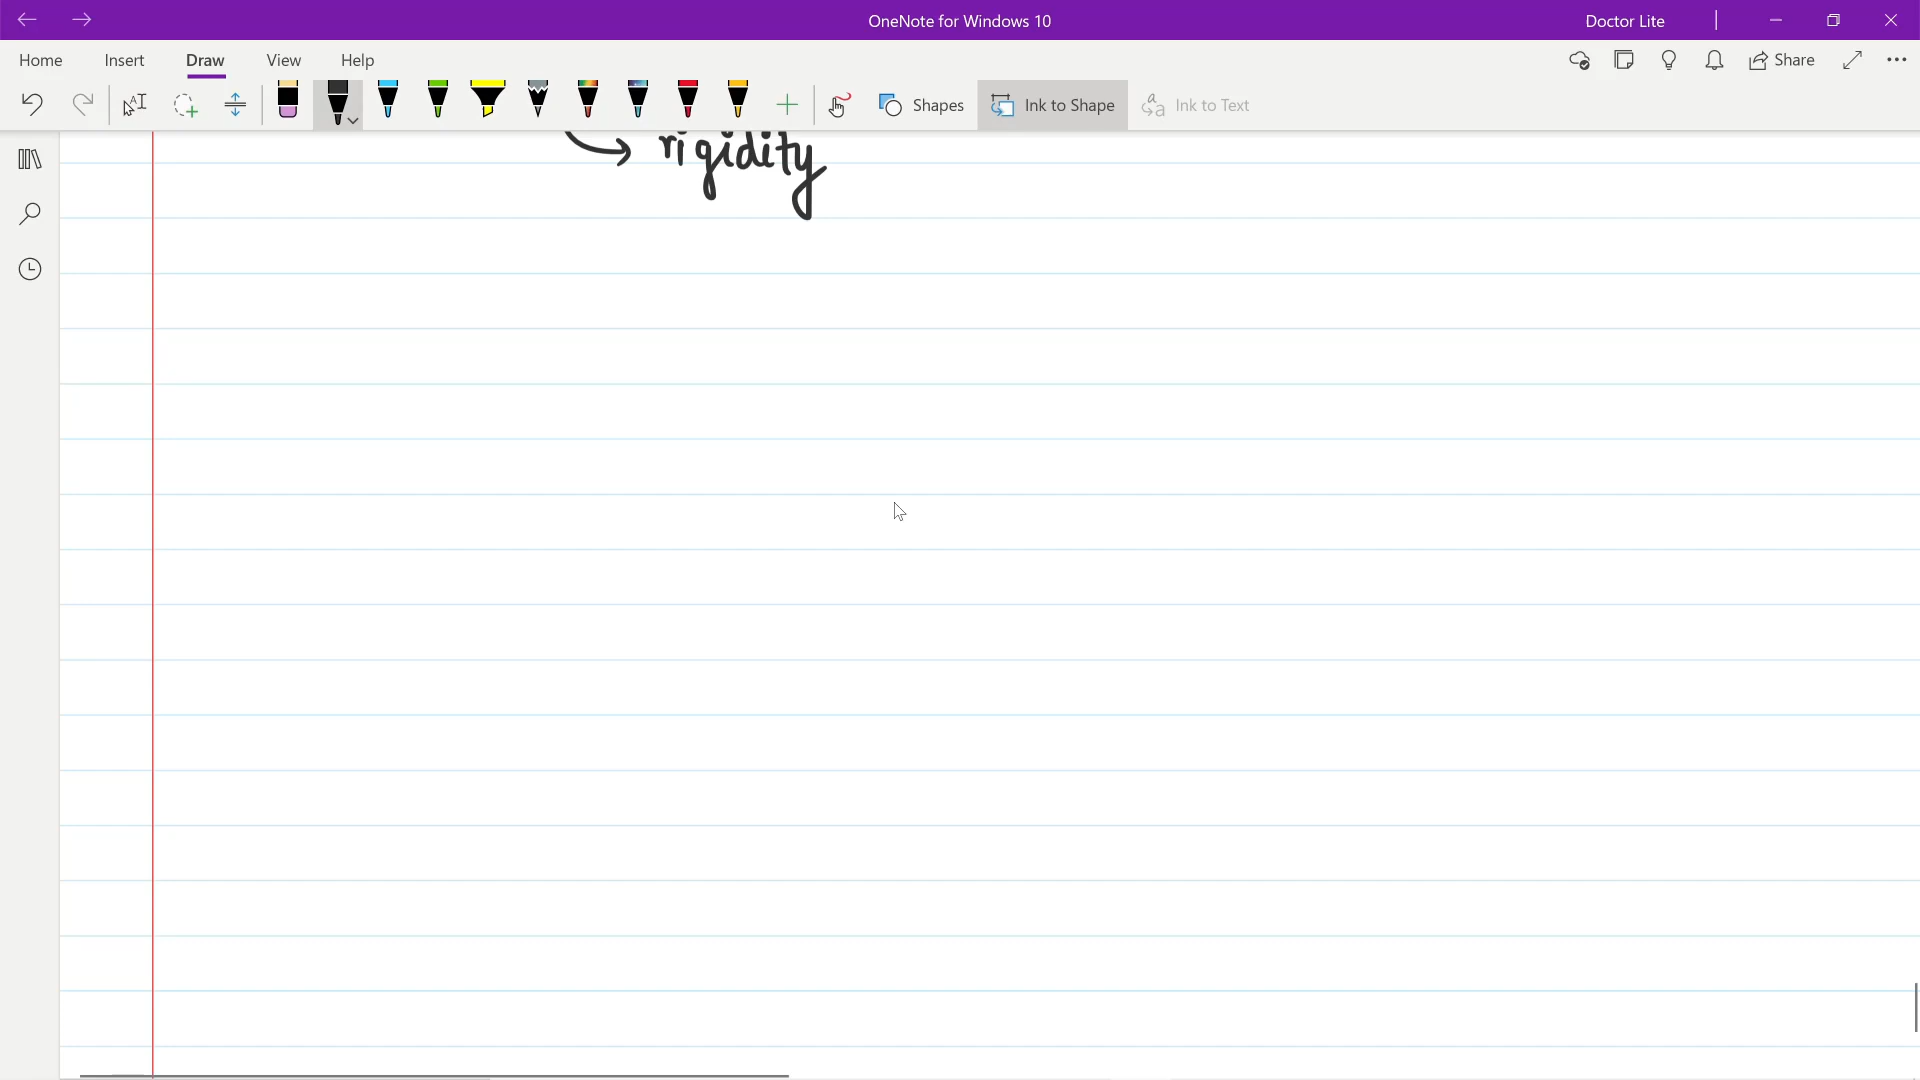 OneNote for Windows 10
Doctor Lite
Home Insert Draw View Help
Share
Shapes
Ink to Shape
Ink to Text
rigidity